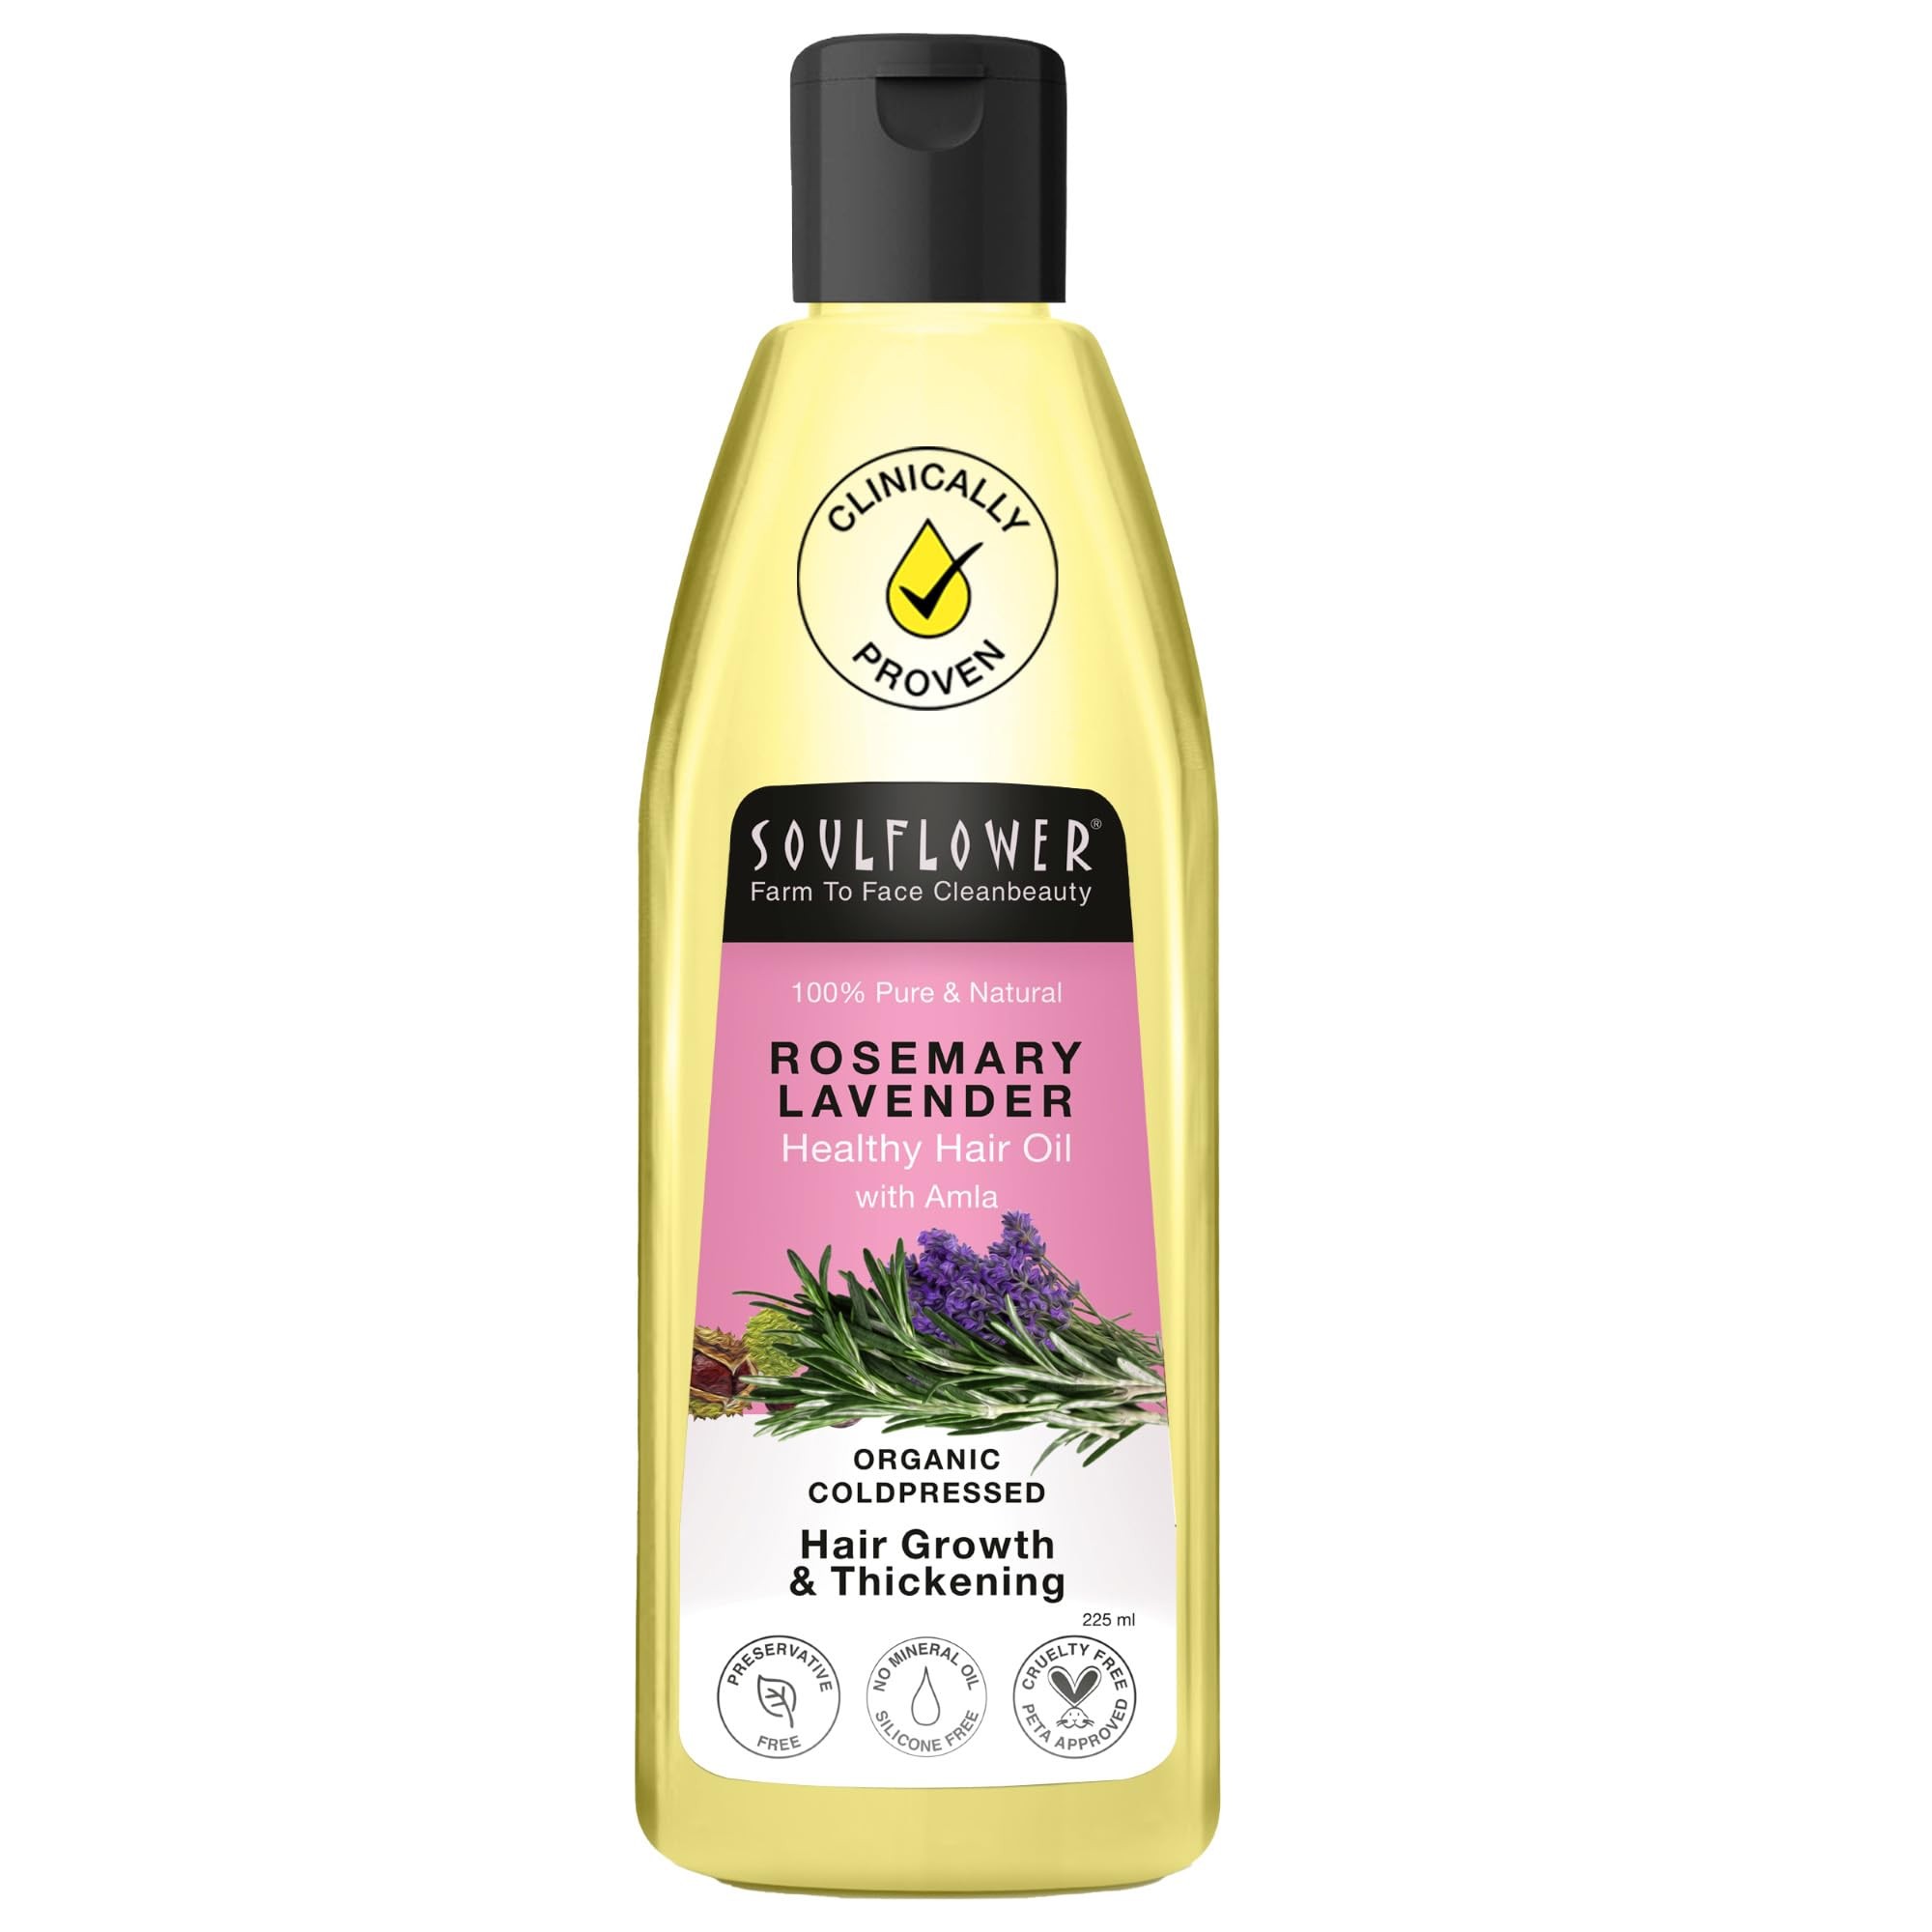 CLINICALLY
PROVEN
SOULFLOWER®
Farm To Face Cleanbeauty
100% Pure & Natural
ROSEMARY
LAVENDER
Healthy Hair Oil
with Amla
ORGANIC
COLDPRESSED
Hair Growth
& Thickening
225 ml
PRESERVATIVE
FREE
NO MINERAL OIL
SILICONE FREE
CRUELTY FREE
PETA APPROVED